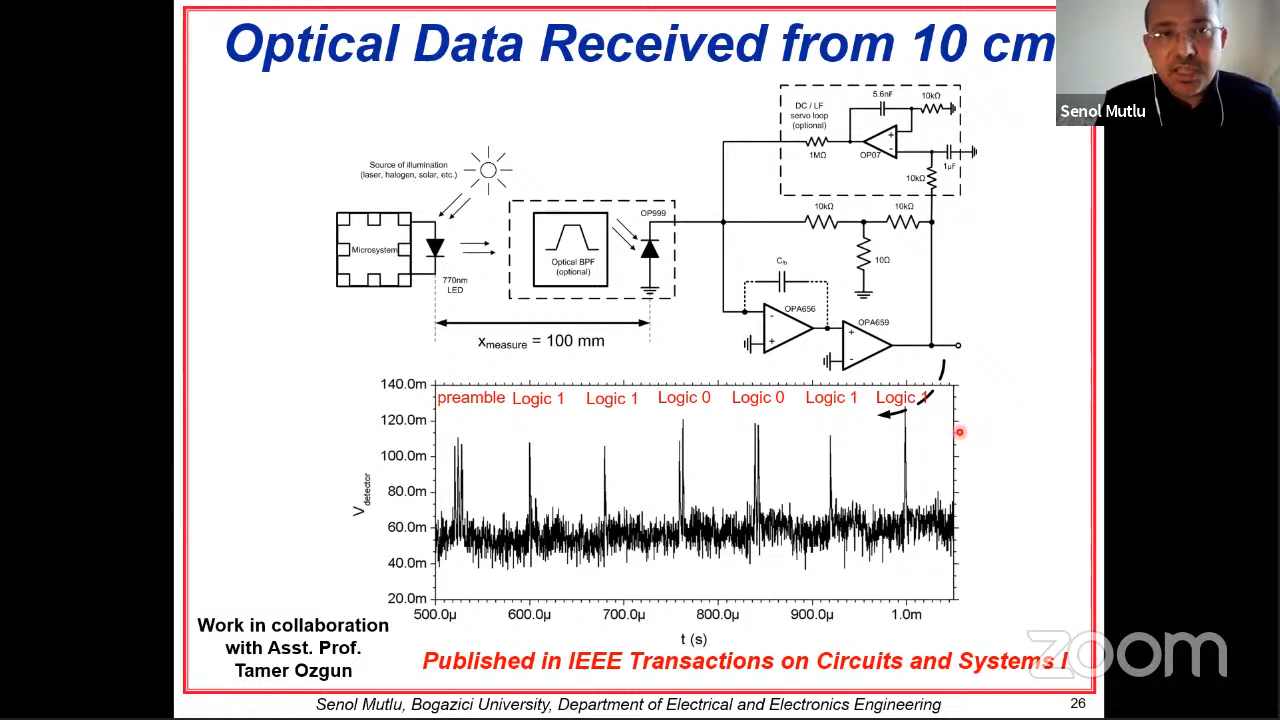 Optical Data Received from 10 cm
Senol Mutlu
DC / LF
servo loop
(optional)
5.6nF
10kΩ
1MΩ
OP07
10kΩ
1µF
Source of illumination
(laser, halogen, solar, etc.)
OP999
10kΩ
10kΩ
Microsystem
Optical BPF
(optional)
10Ω
770nm
LED
Cfb
OPA656
-
+
OPA659
+
-
xmeasure = 100 mm
140.0m
preamble Logic 1 Logic 1 Logic 0 Logic 0 Logic 1 Logic 1
120.0m
100.0m
80.0m
60.0m
40.0m
20.0m
Vdetector
500.0µ 600.0µ 700.0µ 800.0µ 900.0µ 1.0m
t (s)
Work in collaboration
with Asst. Prof.
Tamer Ozgun
Published in IEEE Transactions on Circuits and Systems I
zoom
Senol Mutlu, Bogazici University, Department of Electrical and Electronics Engineering
26